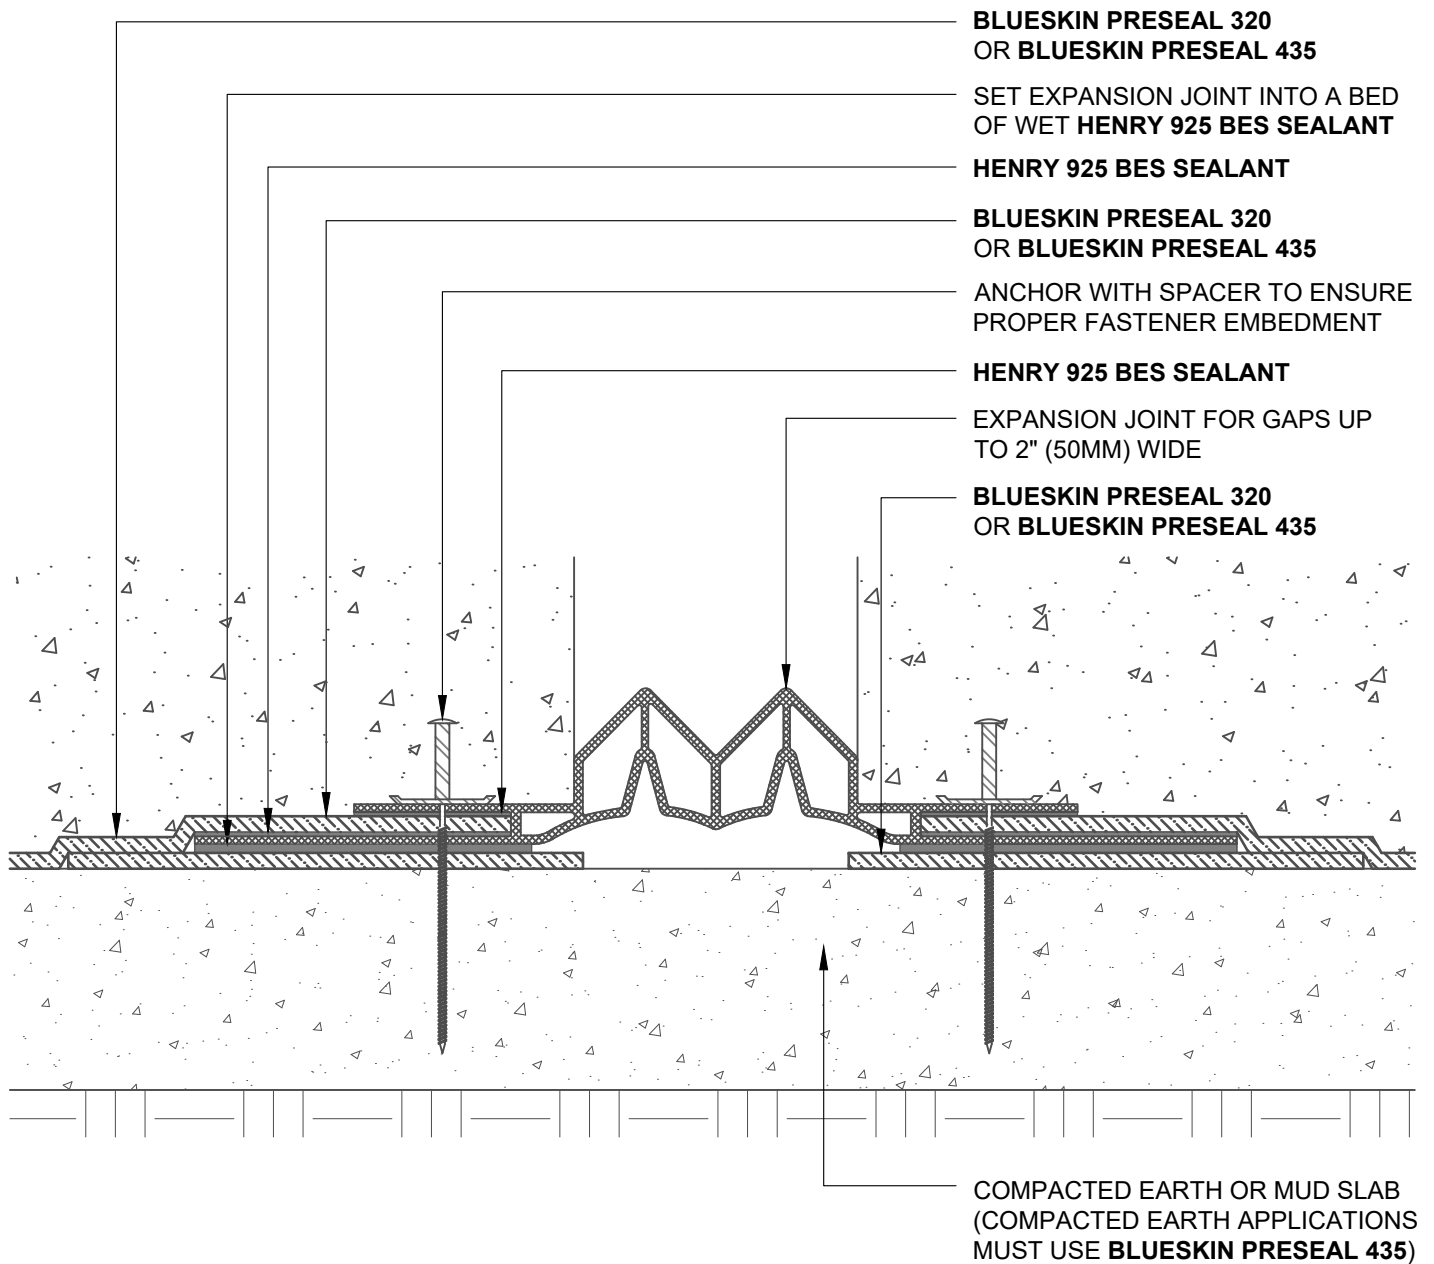 BLUESKIN PRESEAL 320
OR BLUESKIN PRESEAL 435
SET EXPANSION JOINT INTO A BED
OF WET HENRY 925 BES SEALANT
HENRY 925 BES SEALANT
BLUESKIN PRESEAL 320
OR BLUESKIN PRESEAL 435
ANCHOR WITH SPACER TO ENSURE
PROPER FASTENER EMBEDMENT
HENRY 925 BES SEALANT
EXPANSION JOINT FOR GAPS UP
TO 2" (50MM) WIDE
BLUESKIN PRESEAL 320
OR BLUESKIN PRESEAL 435
COMPACTED EARTH OR MUD SLAB
(COMPACTED EARTH APPLICATIONS
MUST USE BLUESKIN PRESEAL 435)